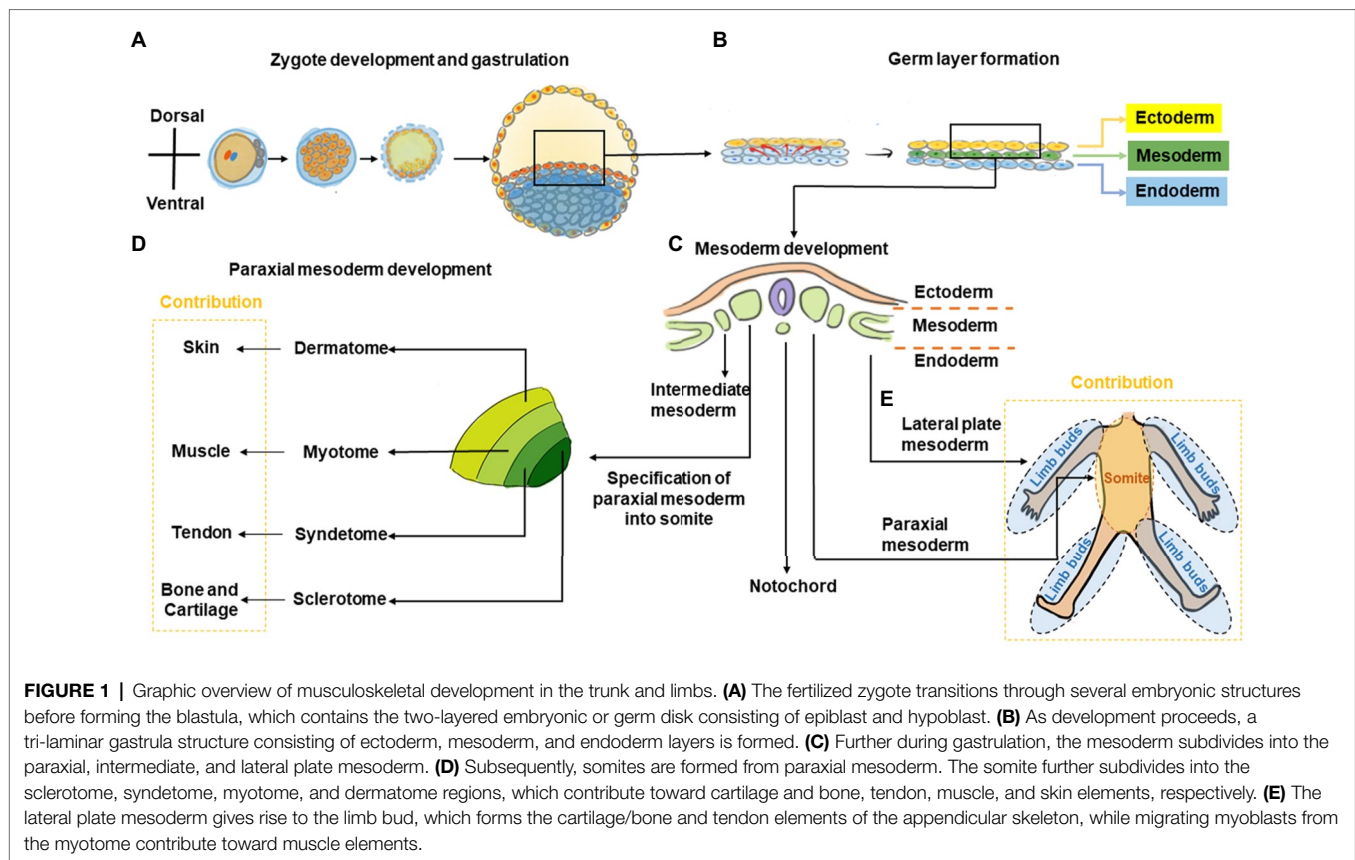 A
Zygote development and gastrulation
Dorsal
Ventral
B
Germ layer formation
Ectoderm
Mesoderm
Endoderm
C
Mesoderm development
Ectoderm
Mesoderm
Endoderm
Intermediate
mesoderm
Specification of
paraxial mesoderm
into somite
Notochord
Lateral plate
mesoderm
Paraxial
mesoderm
D
Paraxial mesoderm development
Contribution
Skin
Dermatome
Muscle
Myotome
Tendon
Syndetome
Bone and
Cartilage
Sclerotome
E
Contribution
Limb buds
Limb buds
Somite
Limb buds
Limb buds
FIGURE 1 | Graphic overview of musculoskeletal development in the trunk and limbs. (A) The fertilized zygote transitions through several embryonic structures
before forming the blastula, which contains the two-layered embryonic or germ disk consisting of epiblast and hypoblast. (B) As development proceeds, a
tri-laminar gastrula structure consisting of ectoderm, mesoderm, and endoderm layers is formed. (C) Further during gastrulation, the mesoderm subdivides into the
paraxial, intermediate, and lateral plate mesoderm. (D) Subsequently, somites are formed from paraxial mesoderm. The somite further subdivides into the
sclerotome, syndetome, myotome, and dermatome regions, which contribute toward cartilage and bone, tendon, muscle, and skin elements, respectively. (E) The
lateral plate mesoderm gives rise to the limb bud, which forms the cartilage/bone and tendon elements of the appendicular skeleton, while migrating myoblasts from
the myotome contribute toward muscle elements.